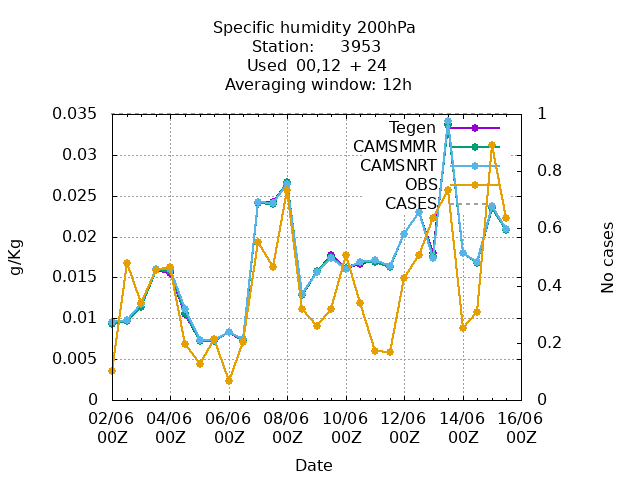 Specific humidity 200hPa
Station: 3953
Used 00,12 + 24
Averaging window: 12h
0.035
0.03
0.025
0.02
0.015
0.01
0.005
0
1
0.8
0.6
0.4
0.2
0
g/Kg
No cases
Tegen
CAMSMMR
CAMSNRT
OBS
CASES
02/06 04/06 06/06 08/06 10/06 12/06 14/06 16/06
00Z 00Z 00Z 00Z 00Z 00Z 00Z 00Z
Date